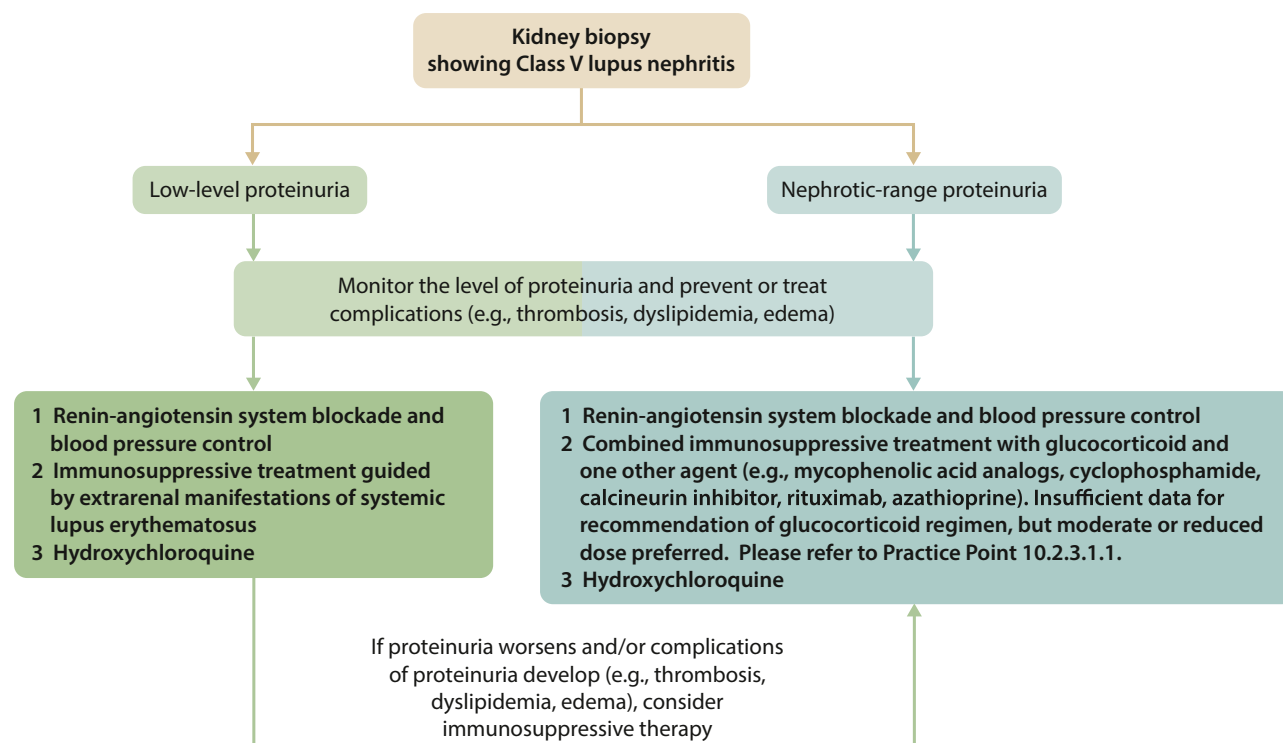 Kidney biopsy
showing Class V lupus nephritis
Low-level proteinuria
Nephrotic-range proteinuria
Monitor the level of proteinuria and prevent or treat
complications (e.g., thrombosis, dyslipidemia, edema)
1 Renin-angiotensin system blockade and
blood pressure control
2 Immunosuppressive treatment guided
by extrarenal manifestations of systemic
lupus erythematosus
3 Hydroxychloroquine
1 Renin-angiotensin system blockade and blood pressure control
2 Combined immunosuppressive treatment with glucocorticoid and
one other agent (e.g., mycophenolic acid analogs, cyclophosphamide,
calcineurin inhibitor, rituximab, azathioprine). Insufficient data for
recommendation of glucocorticoid regimen, but moderate or reduced
dose preferred. Please refer to Practice Point 10.2.3.1.1.
3 Hydroxychloroquine
If proteinuria worsens and/or complications
of proteinuria develop (e.g., thrombosis,
dyslipidemia, edema), consider
immunosuppressive therapy